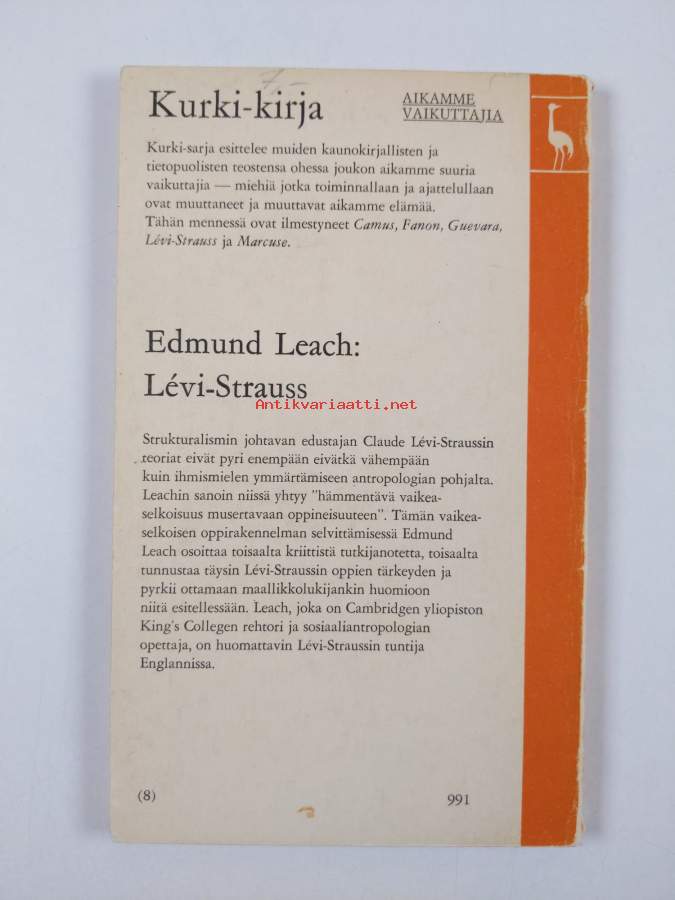 7,—
Kurki-kirja
AIKAMME
VAIKUTTAJIA
Kurki-sarja esittelee muiden kaunokirjallisten ja
tietopuolisten teostensa ohessa joukon aikamme suuria
vaikuttajia — miehiä jotka toiminnallaan ja ajattelullaan
ovat muuttaneet ja muuttavat aikamme elämää.
Tähän mennessä ovat ilmestyneet Camus, Fanon, Guevara,
Lévi-Strauss ja Marcuse.
Edmund Leach:
Lévi-Strauss
Antikvariaatti.net
Strukturalismin johtavan edustajan Claude Lévi-Straussin
teoriat eivät pyri enempään eivätkä vähempään
kuin ihmismielen ymmärtämiseen antropologian pohjalta.
Leachin sanoin niissä yhtyy "hämmentävä vaikea-
selkoisuus musertavaan oppineisuuteen". Tämän vaikea-
selkoisen oppirakennelman selvittämisessä Edmund
Leach osoittaa toisaalta kriittistä tutkijanotetta, toisaalta
tunnustaa täysin Lévi-Straussin oppien tärkeyden ja
pyrkii ottamaan maallikkolukijankin huomioon
niitä esitellessään. Leach, joka on Cambridgen yliopiston
King's Collegen rehtori ja sosiaaliantropologian
opettaja, on huomattavin Lévi-Straussin tuntija
Englannissa.
(8)
991